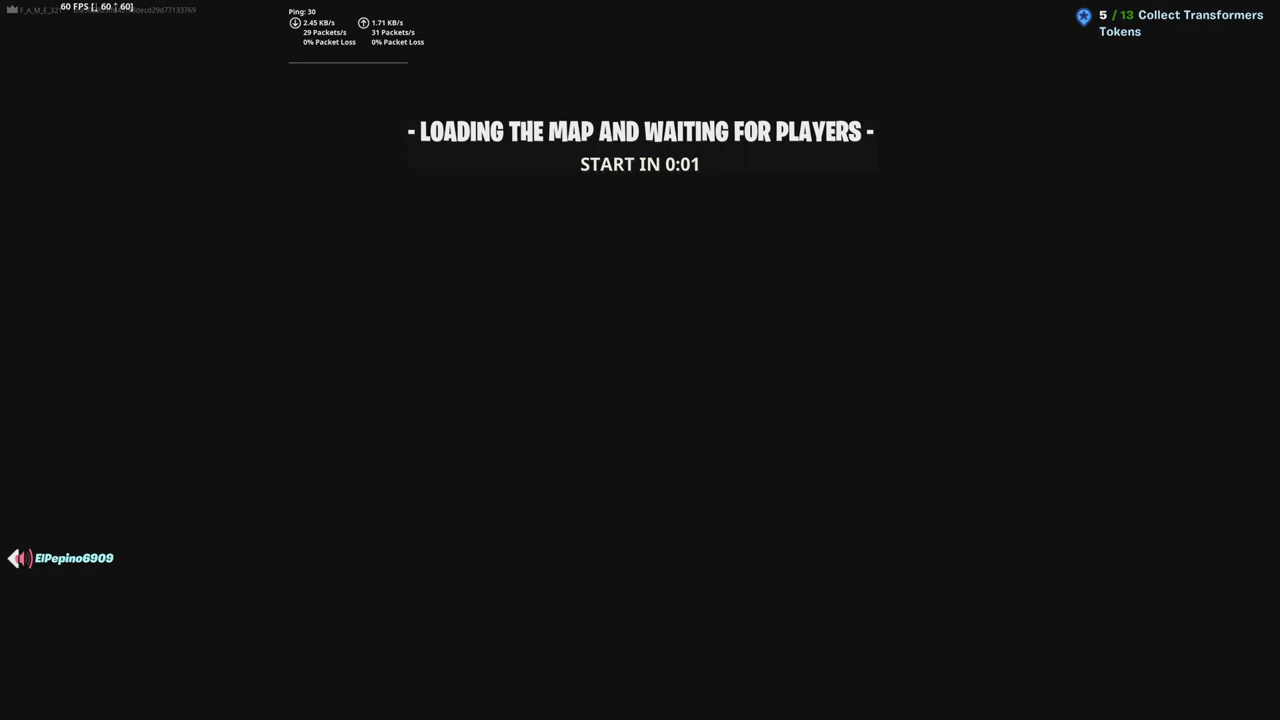 60 FPS [↓ 60 ↑ 60]
F_A_M_E_321
Ping: 30
2.45 KB/s 1.71 KB/s
29 Packets/s 31 Packets/s
0% Packet Loss 0% Packet Loss
5 / 13 Collect Transformers
Tokens
- LOADING THE MAP AND WAITING FOR PLAYERS -
START IN 0:01
ElPepino6909